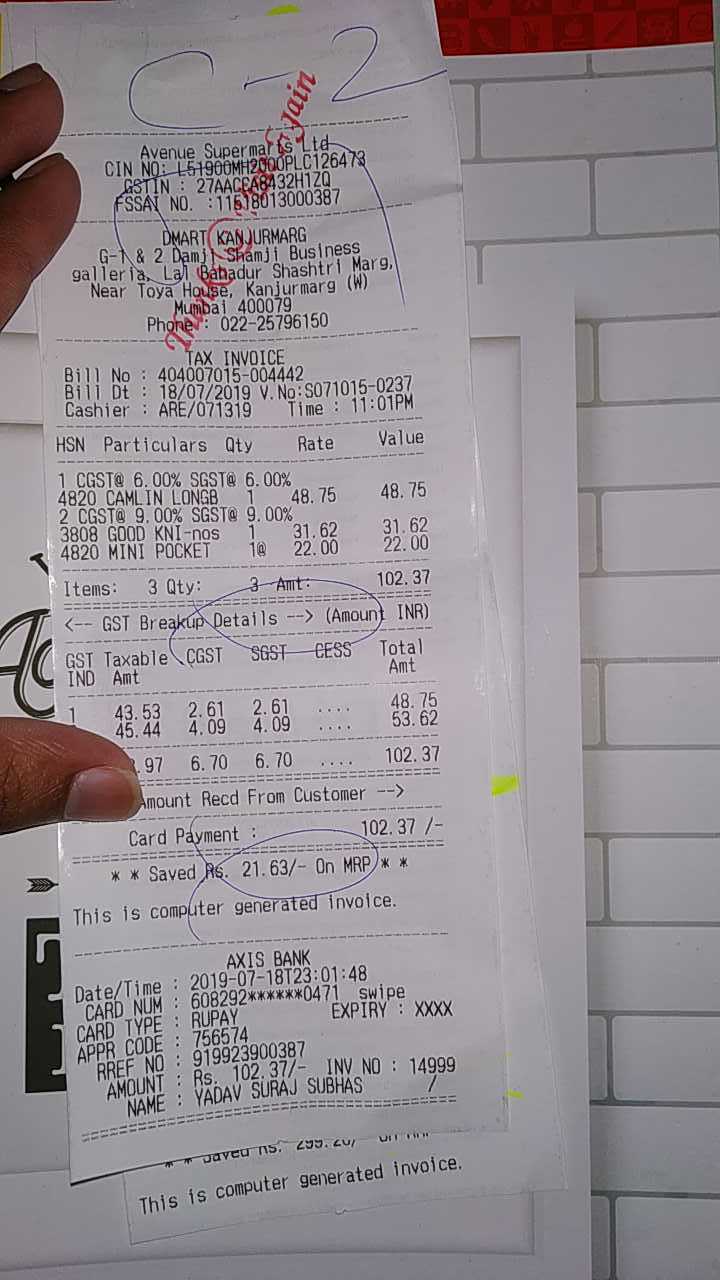 C-2
Avenue Supermarts Ltd
CIN NO: L51900MH2000PLC126473
GSTIN : 27AACCA8432H1ZQ
FSSAI NO. :11518013000387
Thanks Visit Again
DMART KANJURMARG
G-1 & 2 Damji Shamji Business
galleria, Lal Bahadur Shashtri Marg,
Near Toya House, Kanjurmarg (W)
Mumbai 400079
Phone : 022-25796150
TAX INVOICE
Bill No : 404007015-004442
Bill Dt : 18/07/2019 V.No:S071015-0237
Cashier : ARE/071319 Time : 11:01PM
HSN Particulars Qty Rate Value
1 CGST@ 6.00% SGST@ 6.00%
4820 CAMLIN LONGB 1 48.75 48.75
2 CGST@ 9.00% SGST@ 9.00%
3808 GOOD KNI-nos 1 31.62 31.62
4820 MINI POCKET 1@ 22.00 22.00
Items: 3 Qty: 3 Amt: 102.37
<-- GST Breakup Details --> (Amount INR)
GST Taxable CGST SGST CESS Total
IND Amt Amt
1 43.53 2.61 2.61 .... 48.75
45.44 4.09 4.09 .... 53.62
.97 6.70 6.70 .... 102.37
Amount Recd From Customer -->
Card Payment : 102.37 /-
* * Saved Rs. 21.63/- On MRP * *
This is computer generated invoice.
AXIS BANK
Date/Time : 2019-07-18T23:01:48
CARD NUM : 608292******0471 swipe
CARD TYPE : RUPAY EXPIRY : XXXX
APPR CODE : 756574
RREF NO : 919923900387
AMOUNT : Rs. 102.37/- INV NO : 14999
NAME : YADAV SURAJ SUBHAS /
* * Saved Rs. 299.20/- On MRP
This is computer generated invoice.